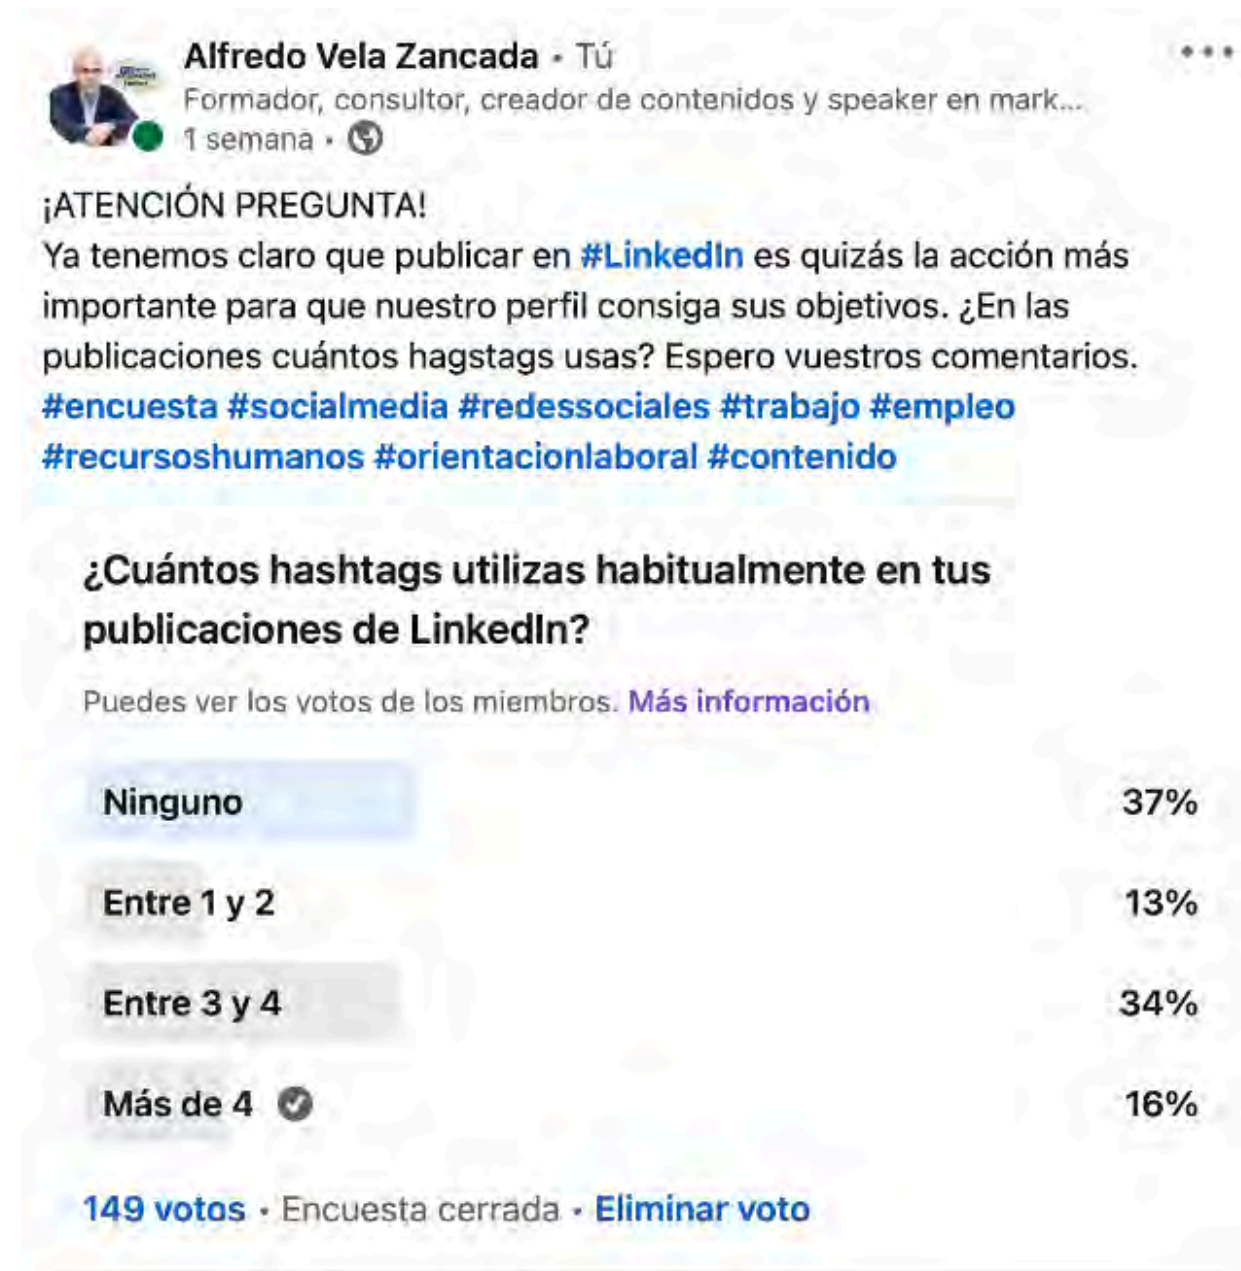 Alfredo Vela Zancada • Tú
Formador, consultor, creador de contenidos y speaker en mark...
1 semana •
¡ATENCIÓN PREGUNTA!
Ya tenemos claro que publicar en #LinkedIn es quizás la acción más
importante para que nuestro perfil consiga sus objetivos. ¿En las
publicaciones cuántos hagstags usas? Espero vuestros comentarios.
#encuesta #socialmedia #redessociales #trabajo #empleo
#recursoshumanos #orientacionlaboral #contenido
¿Cuántos hashtags utilizas habitualmente en tus
publicaciones de LinkedIn?
Puedes ver los votos de los miembros. Más información
Ninguno 37%
Entre 1 y 2 13%
Entre 3 y 4 34%
Más de 4 16%
149 votos • Encuesta cerrada • Eliminar voto